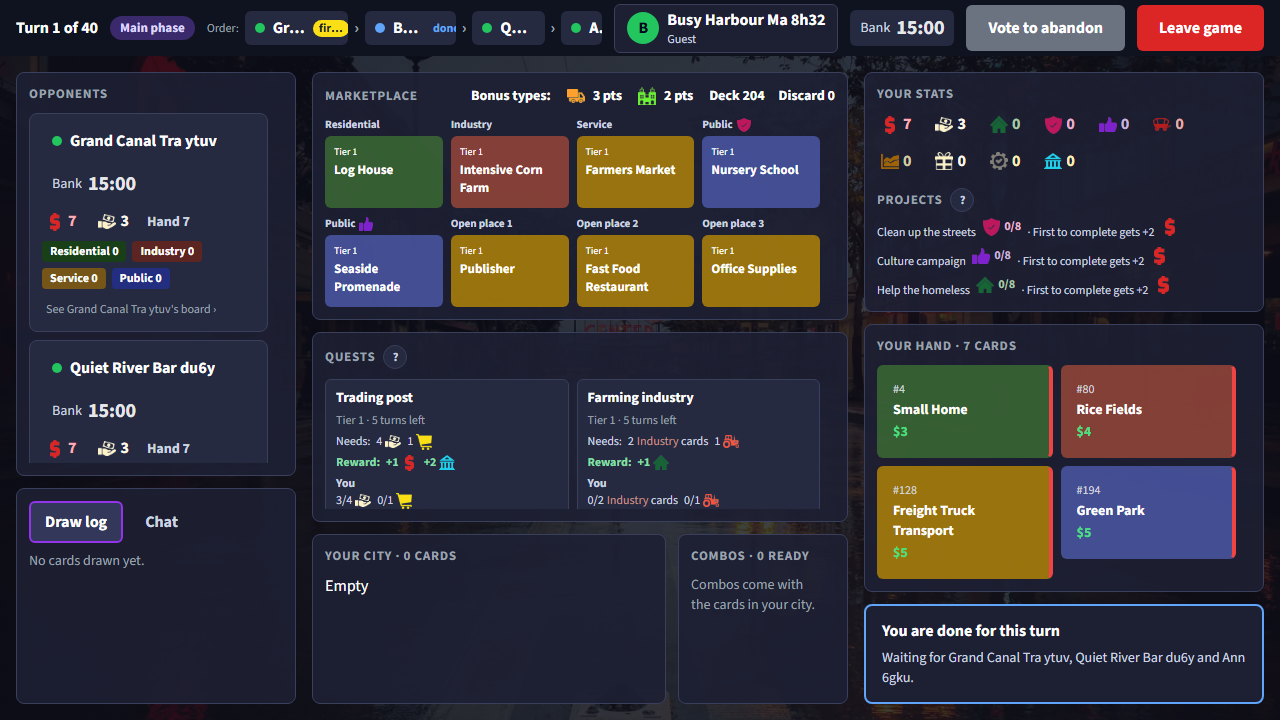 Turn 1 of 40
Main phase
Order:
Gr...
fir...
›
B...
done
›
Q...
›
A.
B
Busy Harbour Ma 8h32
Guest
Bank 15:00
Vote to abandon
Leave game
OPPONENTS
Grand Canal Tra ytuv
Bank 15:00
7 3 Hand 7
Residential 0 Industry 0
Service 0 Public 0
See Grand Canal Tra ytuv's board ›
Quiet River Bar du6y
Bank 15:00
7 3 Hand 7
Draw log Chat
No cards drawn yet.
MARKETPLACE Bonus types: 3 pts 2 pts Deck 204 Discard 0
Residential Industry Service Public
Tier 1
Log House
Tier 1
Intensive Corn
Farm
Tier 1
Farmers Market
Tier 1
Nursery School
Public Open place 1 Open place 2 Open place 3
Tier 1
Seaside
Promenade
Tier 1
Publisher
Tier 1
Fast Food
Restaurant
Tier 1
Office Supplies
QUESTS ?
Trading post
Tier 1 · 5 turns left
Needs: 4 1
Reward: +1 +2
You
3/4 0/1
Farming industry
Tier 1 · 5 turns left
Needs: 2 Industry cards 1
Reward: +1
You
0/2 Industry cards 0/1
YOUR CITY · 0 CARDS
Empty
COMBOS · 0 READY
Combos come with
the cards in your city.
YOUR STATS
7 3 0 0 0 0
0 0 0 0
PROJECTS ?
Clean up the streets 0/8 · First to complete gets +2
Culture campaign 0/8 · First to complete gets +2
Help the homeless 0/8 · First to complete gets +2
YOUR HAND · 7 CARDS
#4
Small Home
$3
#80
Rice Fields
$4
#128
Freight Truck
Transport
$5
#194
Green Park
$5
You are done for this turn
Waiting for Grand Canal Tra ytuv, Quiet River Bar du6y and Ann
6gku.